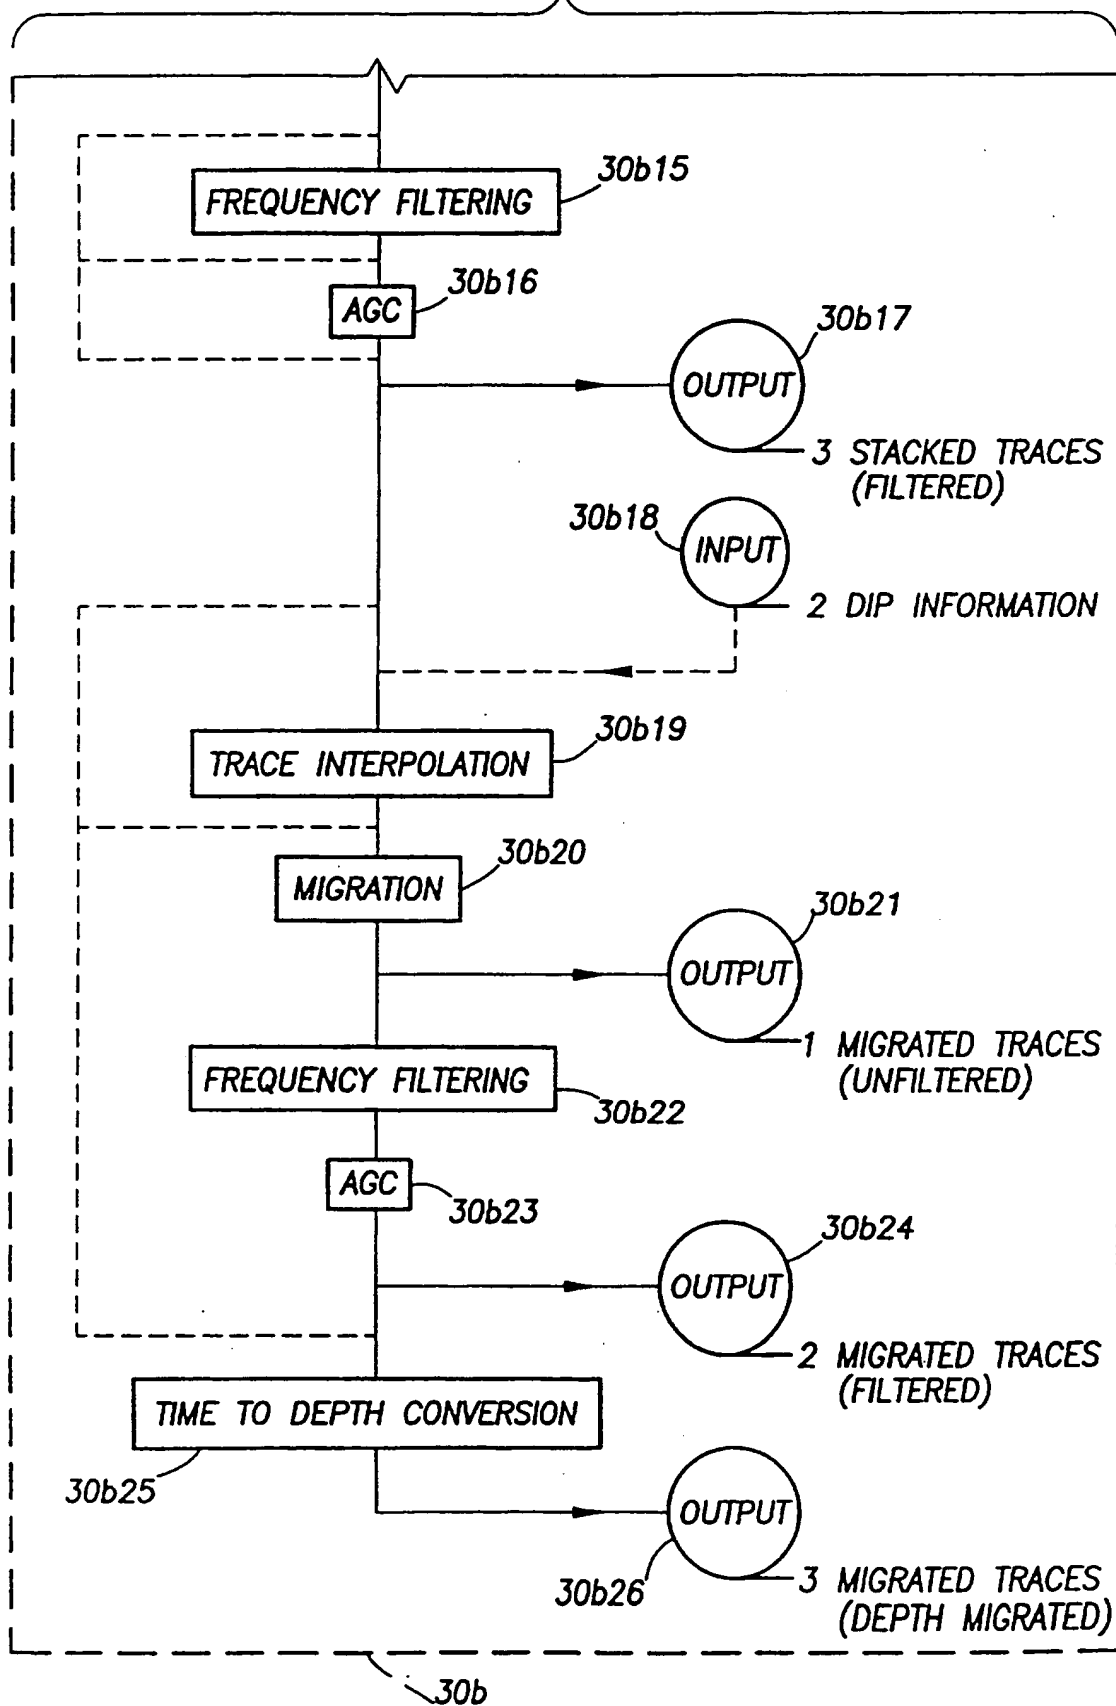 30b15
FREQUENCY FILTERING
30b16
AGC
30b17
OUTPUT
3 STACKED TRACES
(FILTERED)
30b18
INPUT
2 DIP INFORMATION
30b19
TRACE INTERPOLATION
30b20
MIGRATION
30b21
OUTPUT
1 MIGRATED TRACES
(UNFILTERED)
FREQUENCY FILTERING
30b22
AGC
30b23
30b24
OUTPUT
2 MIGRATED TRACES
(FILTERED)
TIME TO DEPTH CONVERSION
30b25
OUTPUT
30b26
3 MIGRATED TRACES
(DEPTH MIGRATED)
30b